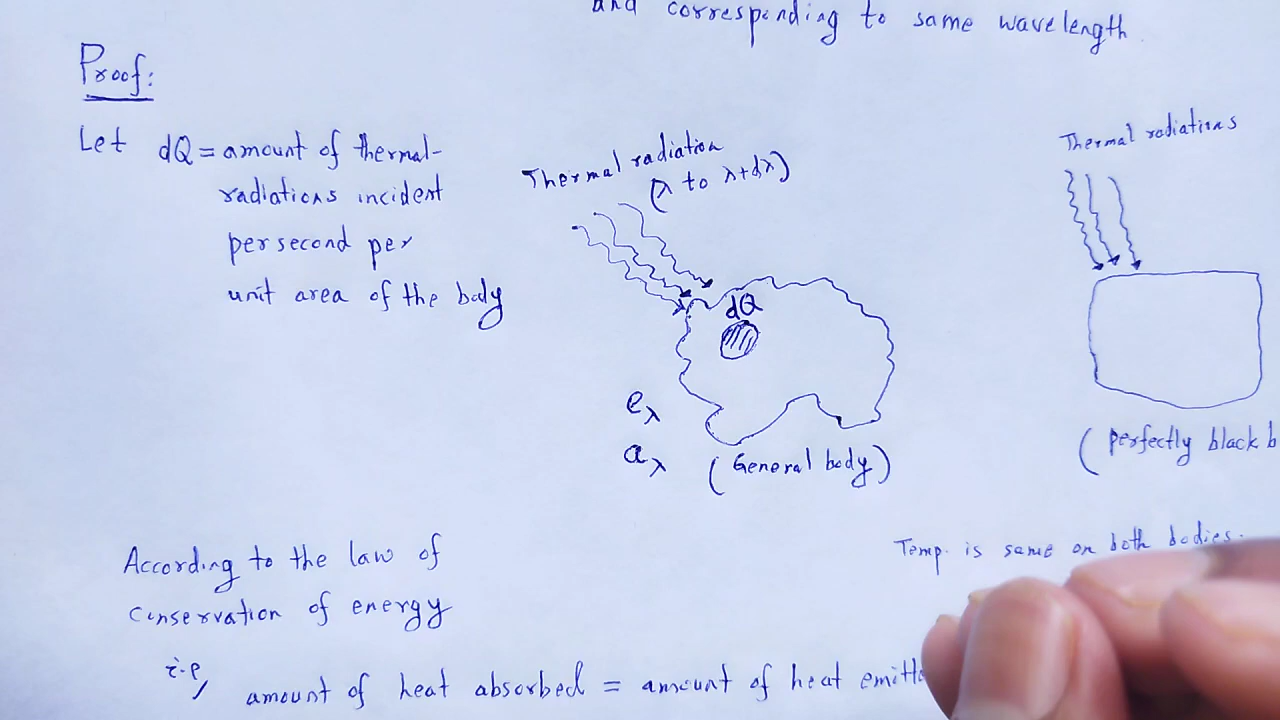 and corresponding to same wavelength
Proof:
Let dQ = amount of thermal-
radiations incident
per second per
unit area of the body
Thermal radiation
(λ to λ+dλ)
dQ
eλ
aλ
(General body)
Thermal radiations
(perfectly black b
Temp. is same on both bodies.
According to the law of
conservation of energy
i.e,
amount of heat absorbed = amount of heat emitte